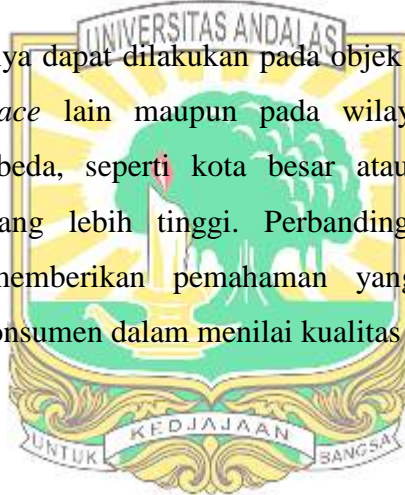 UNIVERSITAS ANDALAS
ya dapat dilakukan pada objek
ace lain maupun pada wilay
beda, seperti kota besar atau
ang lebih tinggi. Perbanding
memberikan pemahaman yang
onsumen dalam menilai kualitas
KEDJAJAAN
UNTUK BANGSA